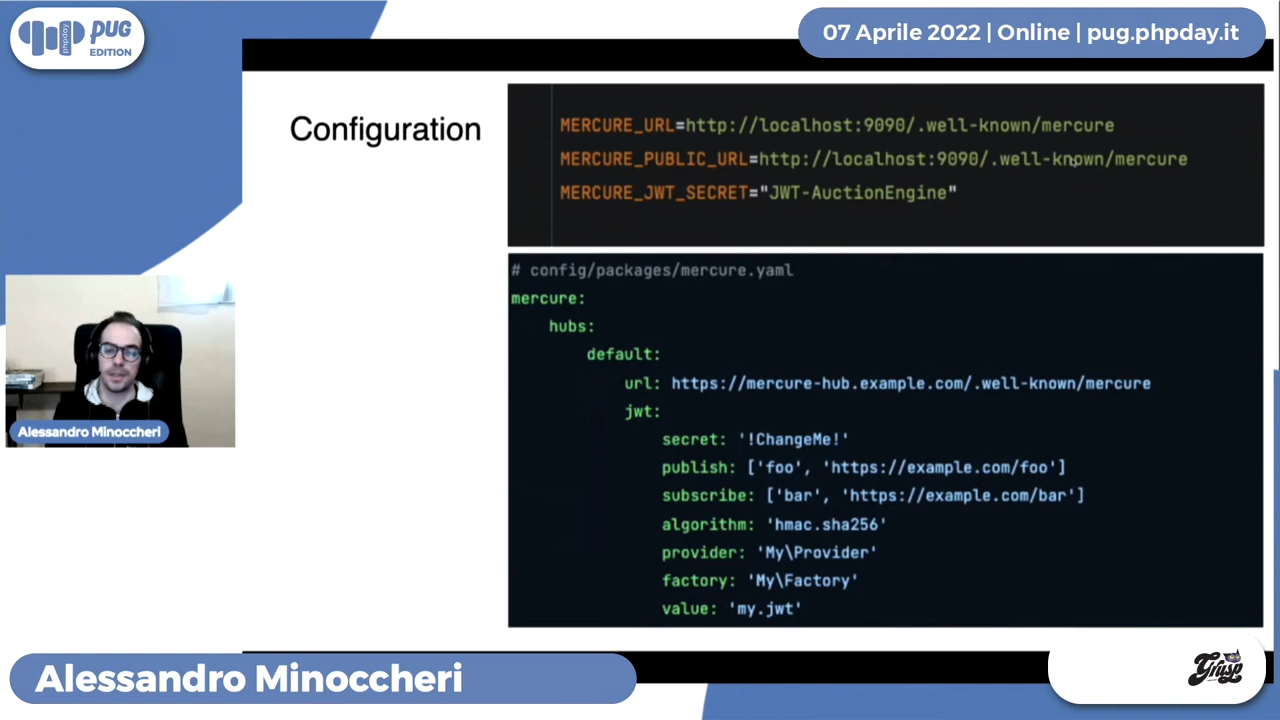 phpday
PUG
EDITION
07 Aprile 2022 | Online | pug.phpday.it
Configuration
MERCURE_URL=http://localhost:9090/.well-known/mercure
MERCURE_PUBLIC_URL=http://localhost:9090/.well-known/mercure
MERCURE_JWT_SECRET="JWT-AuctionEngine"
# config/packages/mercure.yaml
mercure:
hubs:
default:
url: https://mercure-hub.example.com/.well-known/mercure
jwt:
secret: '!ChangeMe!'
publish: ['foo', 'https://example.com/foo']
subscribe: ['bar', 'https://example.com/bar']
algorithm: 'hmac.sha256'
provider: 'My\Provider'
factory: 'My\Factory'
value: 'my.jwt'
Alessandro Minoccheri
Alessandro Minoccheri
Grusp